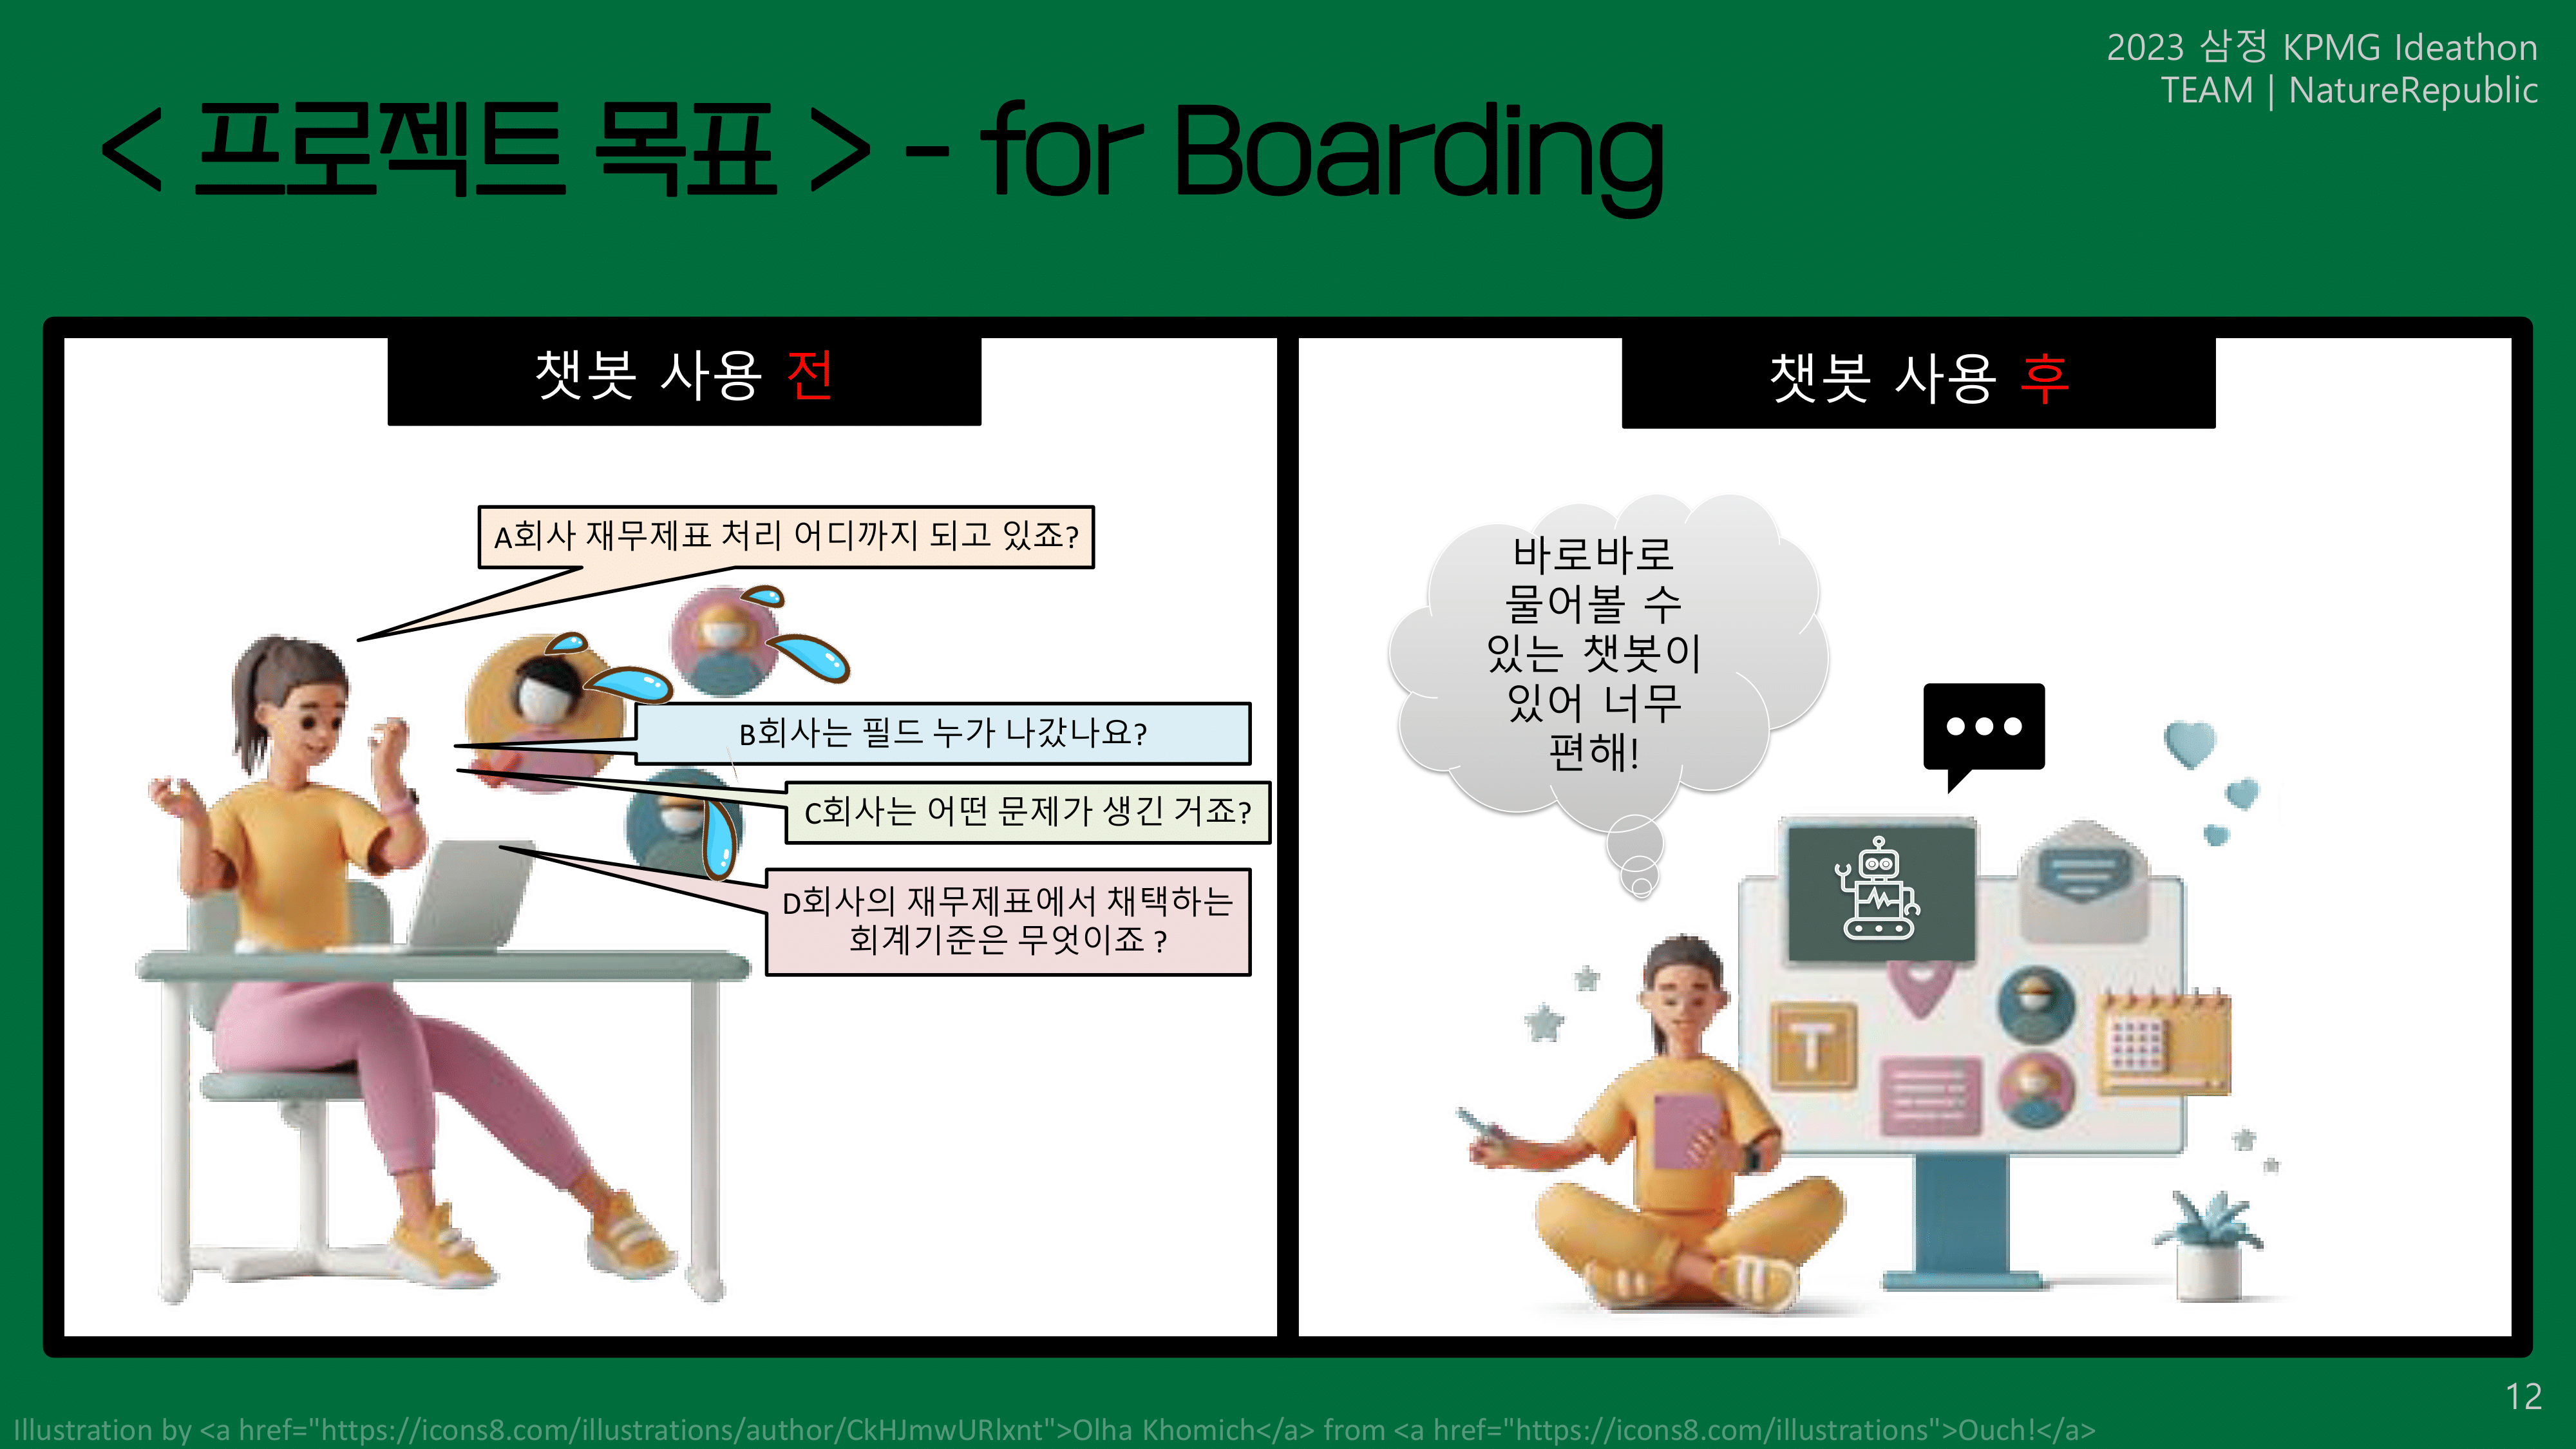 2023 삼정 KPMG Ideathon
TEAM | NatureRepublic
< 프로젝트 목표 > - for Boarding
챗봇 사용 전
A회사 재무제표 처리 어디까지 되고 있죠?
B회사는 필드 누가 나갔나요?
C회사는 어떤 문제가 생긴 거죠?
D회사의 재무제표에서 채택하는
회계기준은 무엇이죠 ?
챗봇 사용 후
바로바로
물어볼 수
있는 챗봇이
있어 너무
편해!
T
12
Illustration by <a href="https://icons8.com/illustrations/author/CkHJmwURlxnt">Olha Khomich</a> from <a href="https://icons8.com/illustrations">Ouch!</a>